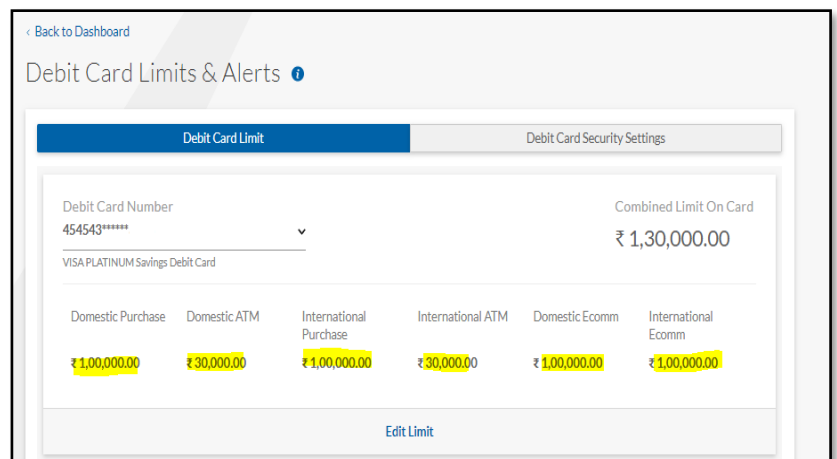 ‹ Back to Dashboard
Debit Card Limits & Alerts i
Debit Card Limit Debit Card Security Settings
Debit Card Number Combined Limit On Card
454543****** ₹ 1,30,000.00
VISA PLATINUM Savings Debit Card
Domestic Purchase Domestic ATM International Purchase International ATM Domestic Ecomm International Ecomm
₹ 1,00,000.00 ₹ 30,000.00 ₹ 1,00,000.00 ₹ 30,000.00 ₹ 1,00,000.00 ₹ 1,00,000.00
Edit Limit